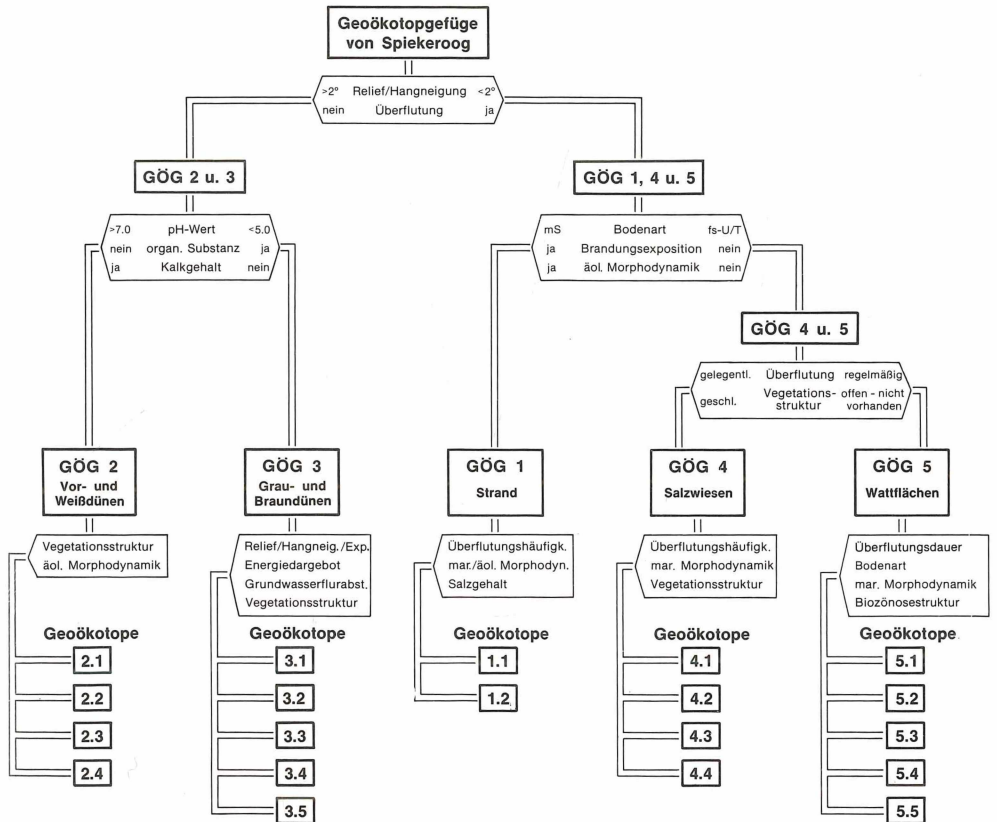 Geoökotopgefüge
von Spiekeroog
>2° Relief/Hangneigung <2°
nein Überflutung ja
GÖG 2 u. 3
GÖG 1, 4 u. 5
>7.0 pH-Wert <5.0
nein organ. Substanz ja
ja Kalkgehalt nein
mS Bodenart fs-U/T
ja Brandungsexposition nein
ja äol. Morphodynamik nein
GÖG 4 u. 5
gelegentl. Überflutung regelmäßig
geschl. Vegetations- offen - nicht
struktur vorhanden
GÖG 2
Vor- und
Weißdünen
GÖG 3
Grau- und
Braundünen
GÖG 1
Strand
GÖG 4
Salzwiesen
GÖG 5
Wattflächen
Vegetationsstruktur
äol. Morphodynamik
Relief/Hangneig./Exp.
Energiedargebot
Grundwasserflurabst.
Vegetationsstruktur
Überflutungshäufigk.
mar./äol. Morphodyn.
Salzgehalt
Überflutungshäufigk.
mar. Morphodynamik
Vegetationsstruktur
Überflutungsdauer
Bodenart
mar. Morphodynamik
Biozönosestruktur
Geoökotope
2.1
2.2
2.3
2.4
Geoökotope
3.1
3.2
3.3
3.4
3.5
Geoökotope
1.1
1.2
Geoökotope
4.1
4.2
4.3
4.4
Geoökotope
5.1
5.2
5.3
5.4
5.5